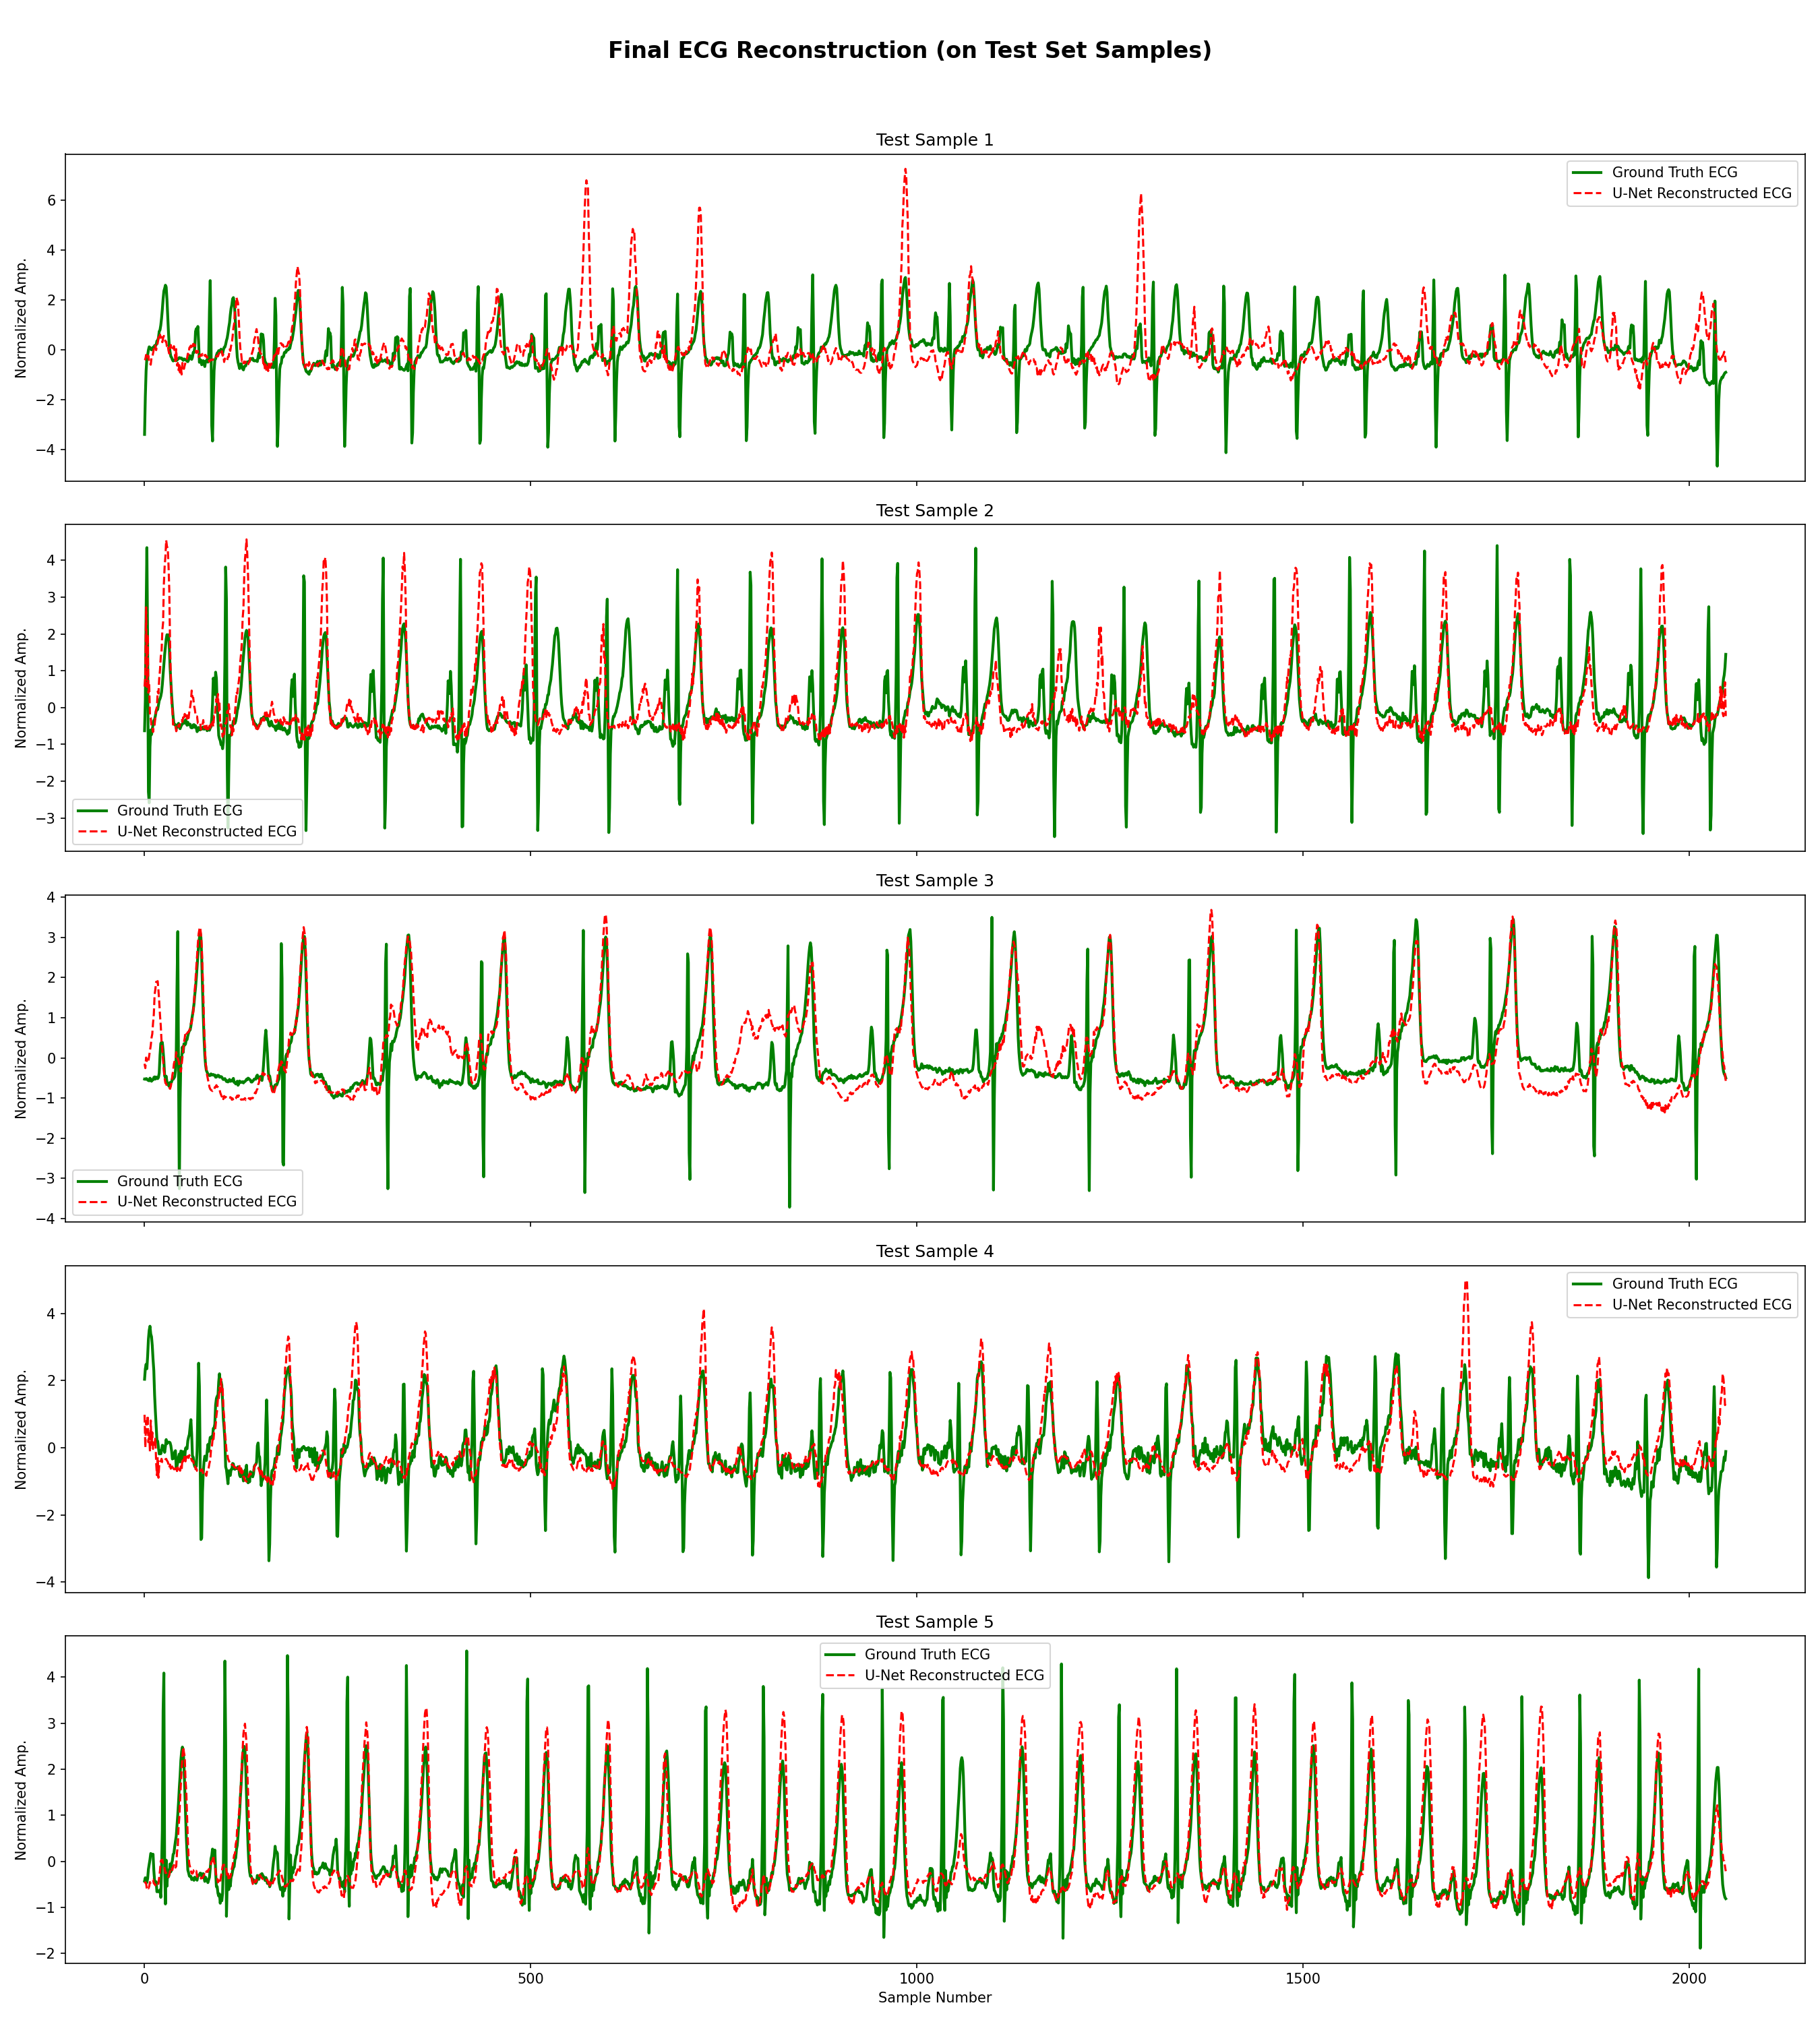 Final ECG Reconstruction (on Test Set Samples)
Test Sample 1
Normalized Amp.
6
4
2
0
−2
−4
Ground Truth ECG
U-Net Reconstructed ECG
Test Sample 2
Normalized Amp.
4
3
2
1
0
−1
−2
−3
Ground Truth ECG
U-Net Reconstructed ECG
Test Sample 3
Normalized Amp.
4
3
2
1
0
−1
−2
−3
−4
Ground Truth ECG
U-Net Reconstructed ECG
Test Sample 4
Normalized Amp.
4
2
0
−2
−4
Ground Truth ECG
U-Net Reconstructed ECG
Test Sample 5
Normalized Amp.
4
3
2
1
0
−1
−2
Ground Truth ECG
U-Net Reconstructed ECG
0 500 1000 1500 2000
Sample Number